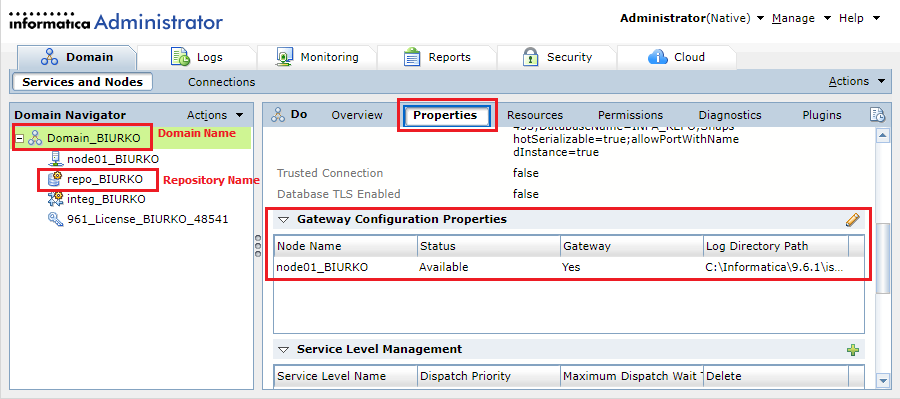 informatica Administrator
Administrator(Native) Manage Help
Domain Logs Monitoring Reports Security Cloud
Services and Nodes Connections
Actions
Domain Navigator Actions
Domain_BIURKO Domain Name
node01_BIURKO
repo_BIURKO Repository Name
integ_BIURKO
961_License_BIURKO_48541
Do Overview Properties Resources Permissions Diagnostics Plugins
hotSerializable=true;allowPortWithName
dInstance=true
Trusted Connection false
Database TLS Enabled false
Gateway Configuration Properties
Node Name Status Gateway Log Directory Path
node01_BIURKO Available Yes C:\Informatica\9.6.1\is...
Service Level Management
Service Level Name Dispatch Priority Maximum Dispatch Wait Delete